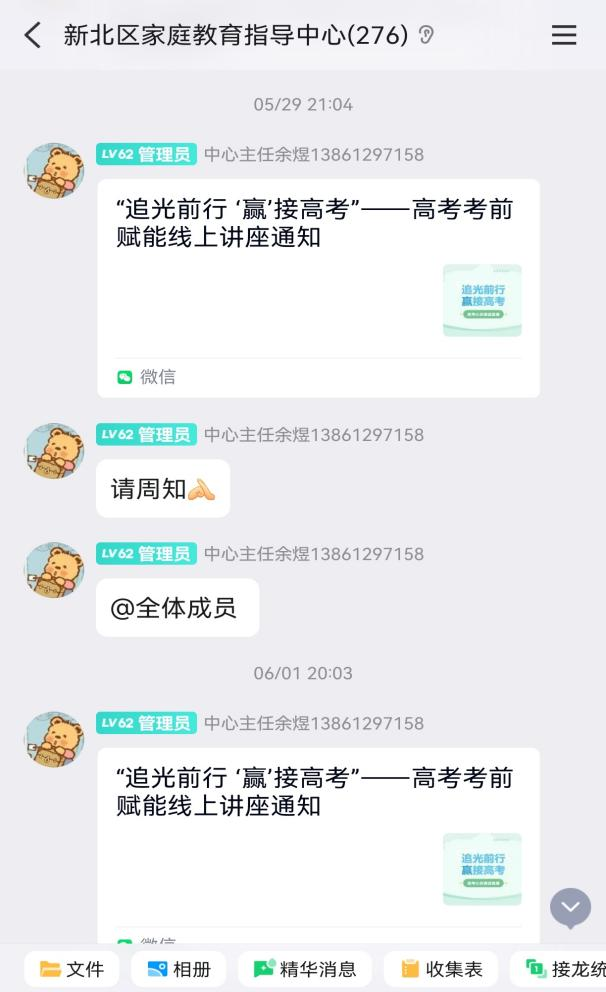 新北区家庭教育指导中心(276)
05/29 21:04
LV62 管理员 中心主任余煜13861297158
“追光前行 ‘赢’接高考”——高考考前
赋能线上讲座通知
追光前行
赢接高考
微信
LV62 管理员 中心主任余煜13861297158
请周知
LV62 管理员 中心主任余煜13861297158
@全体成员
06/01 20:03
LV62 管理员 中心主任余煜13861297158
“追光前行 ‘赢’接高考”——高考考前
赋能线上讲座通知
追光前行
赢接高考
微信
文件 相册 精华消息 收集表 接龙统